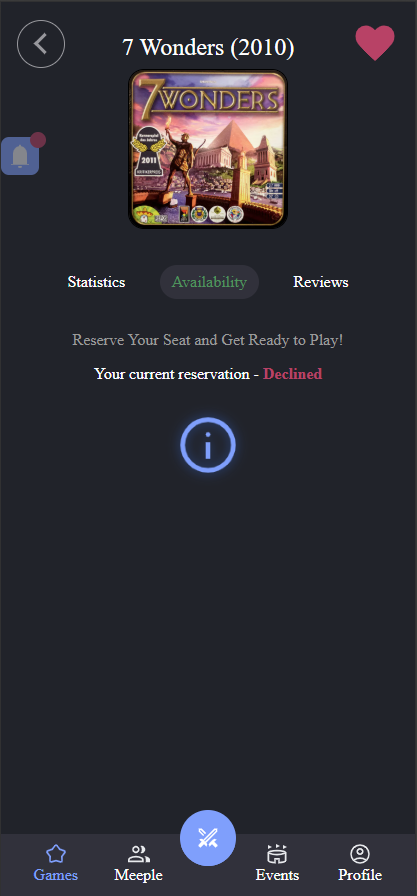 7 Wonders (2010)
7 WONDERS
2011
Statistics
Availability
Reviews
Reserve Your Seat and Get Ready to Play!
Your current reservation - Declined
i
Games
Meeple
Events
Profile